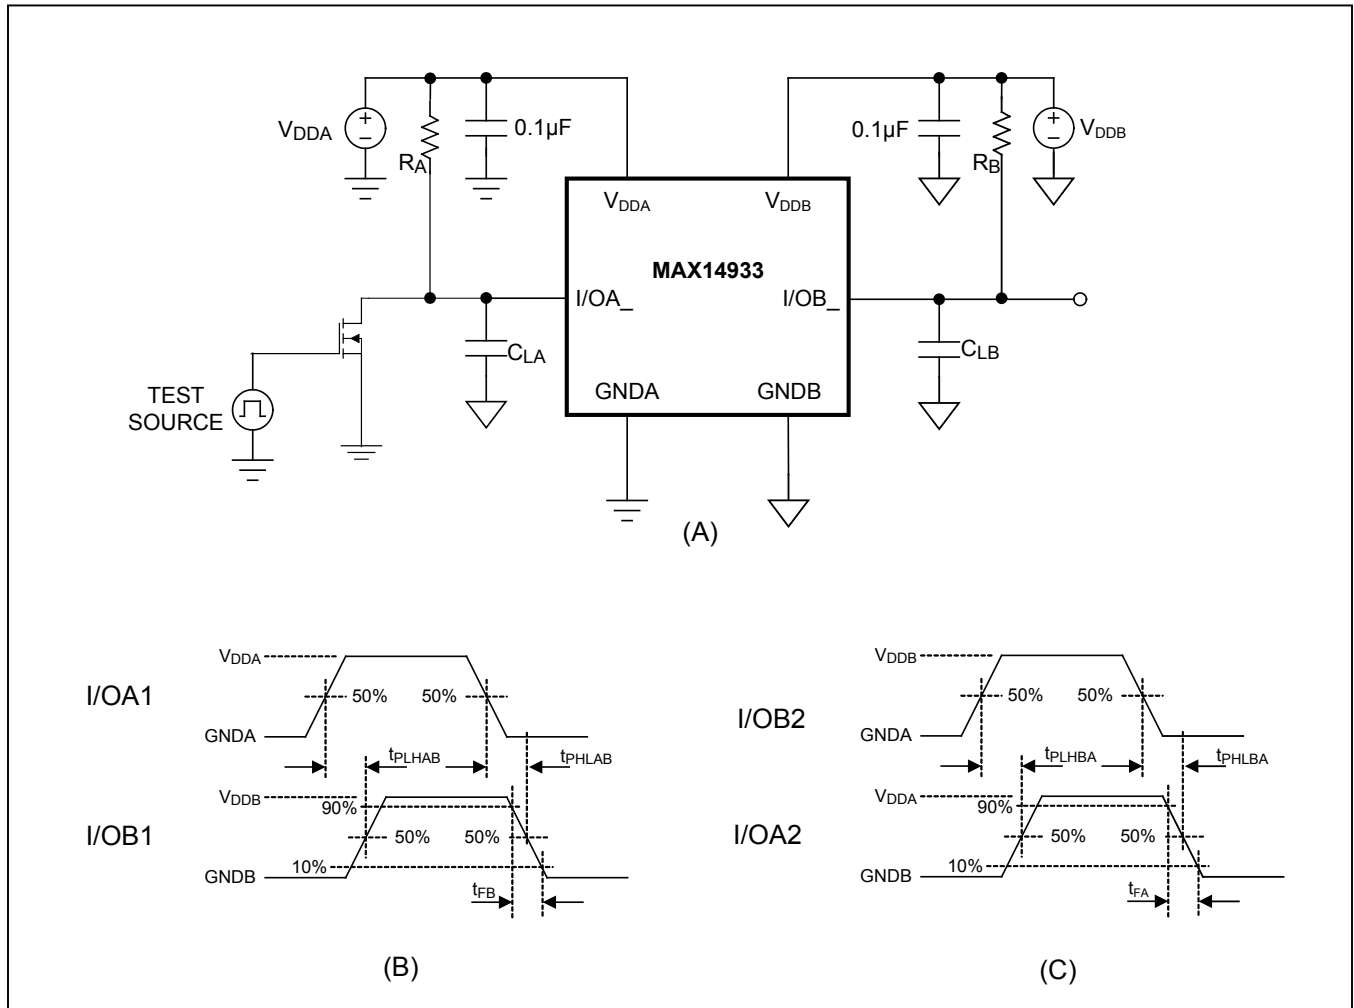 VDDA
RA
0.1µF
0.1µF
RB
VDDB
VDDA
VDDB
MAX14933
I/OA_
I/OB_
CLA
CLB
GNDA
GNDB
TEST
SOURCE
(A)
I/OA1
VDDA
50%
50%
GNDA
tPLHAB
tPHLAB
I/OB1
VDDB
90%
50%
50%
10%
GNDB
tFB
(B)
I/OB2
VDDB
50%
50%
GNDA
tPLHBA
tPHLBA
I/OA2
VDDA
90%
50%
50%
10%
GNDB
tFA
(C)